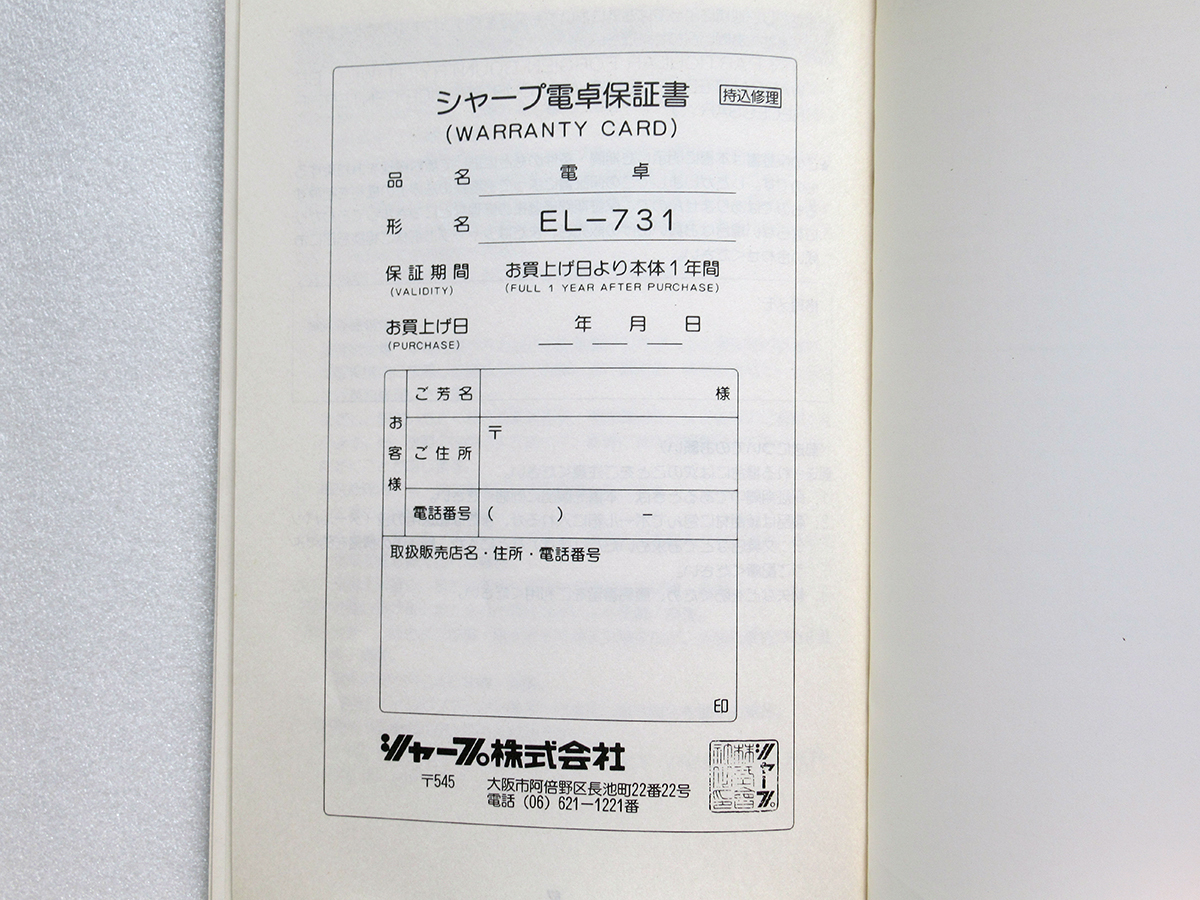 シャープ電卓保証書 持込修理
(WARRANTY CARD)
品名 電卓
形名 EL-731
保証期間 お買上げ日より本体1年間
(VALIDITY) (FULL 1 YEAR AFTER PURCHASE)
お買上げ日 年 月 日
(PURCHASE)
お客様
ご芳名 様
ご住所 〒
電話番号 ( ) -
取扱販売店名・住所・電話番号
印
シャープ株式会社
〒545 大阪市阿倍野区長池町22番22号
電話 (06) 621-1221番
シャープ